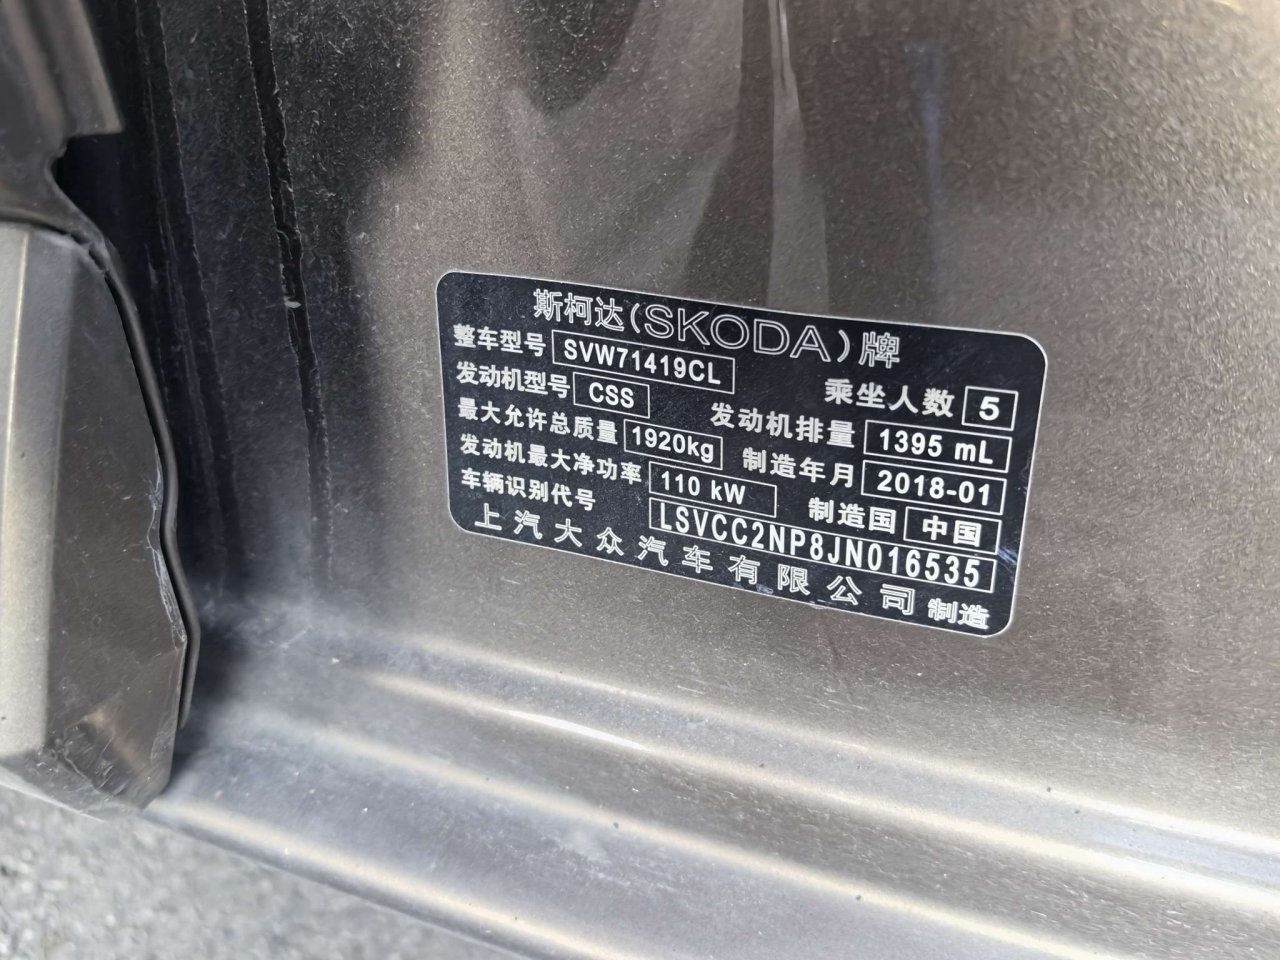 斯柯达(SKODA)牌
整车型号 SVW71419CL 乘坐人数 5
发动机型号 CSS 发动机排量 1395 mL
最大允许总质量 1920kg 制造年月 2018-01
发动机最大净功率 110 kW 制造国 中国
车辆识别代号 LSVCC2NP8JN016535
上汽大众汽车有限公司 制造